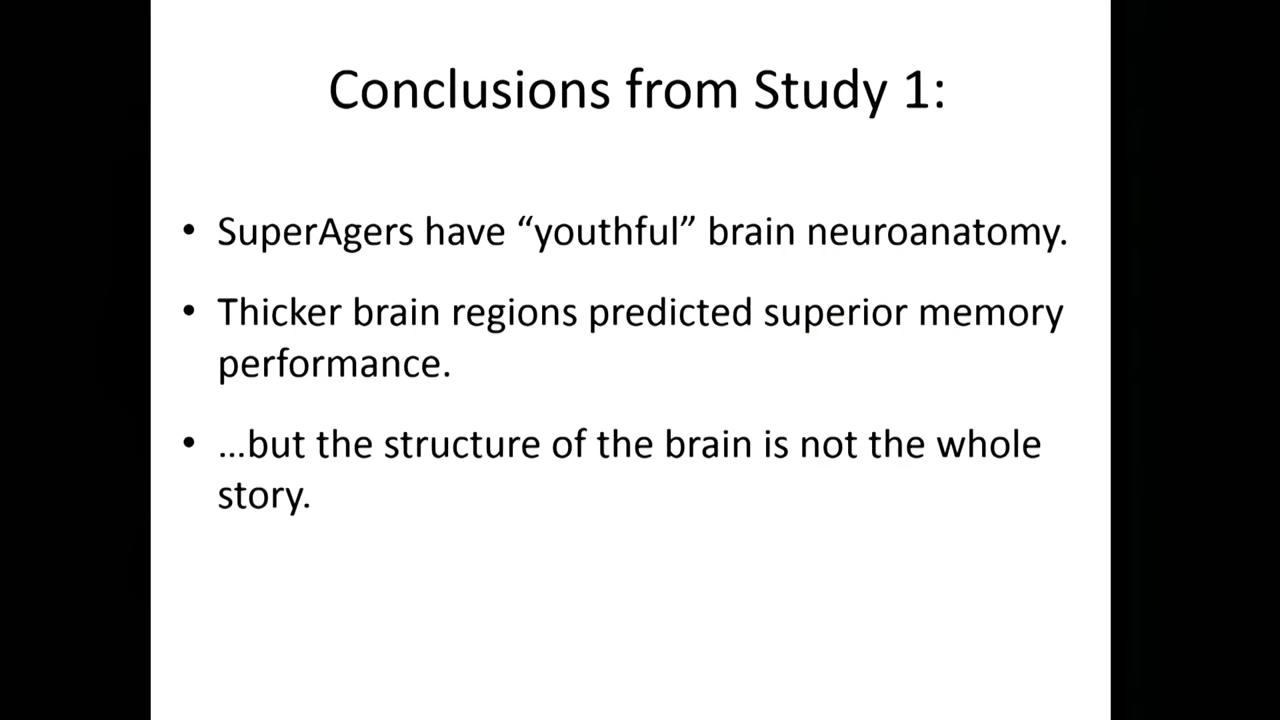 Conclusions from Study 1:
• SuperAgers have “youthful” brain neuroanatomy.
• Thicker brain regions predicted superior memory
performance.
• …but the structure of the brain is not the whole
story.